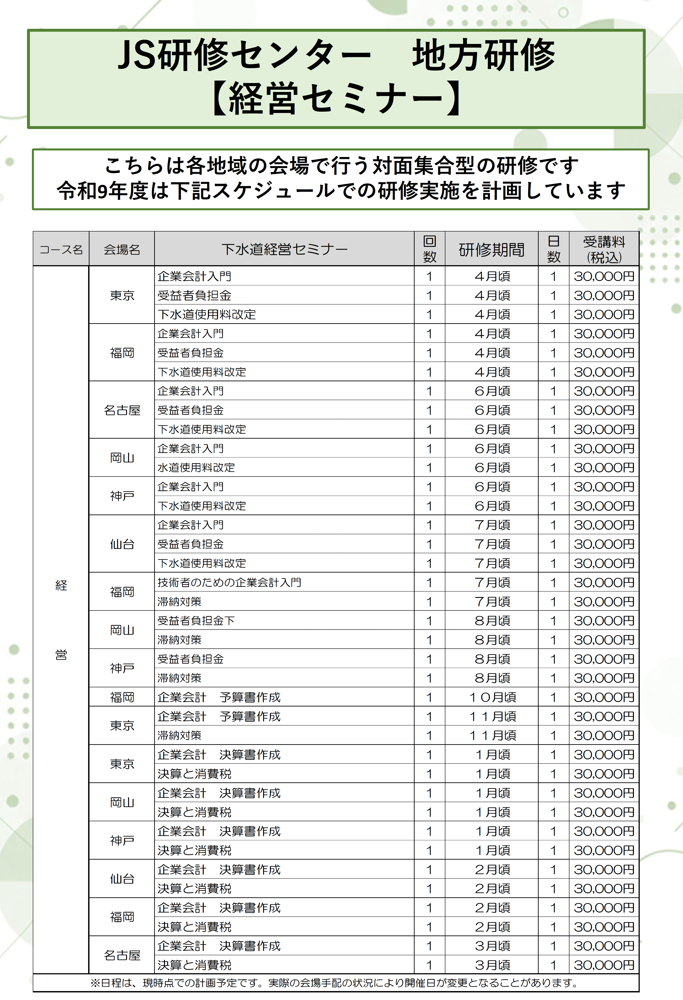 JS研修センター　地方研修
【経営セミナー】
こちらは各地域の会場で行う対面集合型の研修です
令和9年度は下記スケジュールでの研修実施を計画しています
コース名 会場名 下水道経営セミナー 回数 研修期間 日数 受講料(税込)
経営
東京 企業会計入門 1 4月頃 1 30,000円
受益者負担金 1 4月頃 1 30,000円
下水道使用料改定 1 4月頃 1 30,000円
福岡 企業会計入門 1 4月頃 1 30,000円
受益者負担金 1 4月頃 1 30,000円
下水道使用料改定 1 4月頃 1 30,000円
名古屋 企業会計入門 1 6月頃 1 30,000円
受益者負担金 1 6月頃 1 30,000円
下水道使用料改定 1 6月頃 1 30,000円
岡山 企業会計入門 1 6月頃 1 30,000円
水道使用料改定 1 6月頃 1 30,000円
神戸 企業会計入門 1 6月頃 1 30,000円
下水道使用料改定 1 6月頃 1 30,000円
仙台 企業会計入門 1 7月頃 1 30,000円
受益者負担金 1 7月頃 1 30,000円
下水道使用料改定 1 7月頃 1 30,000円
福岡 技術者のための企業会計入門 1 7月頃 1 30,000円
滞納対策 1 7月頃 1 30,000円
岡山 受益者負担金下 1 8月頃 1 30,000円
滞納対策 1 8月頃 1 30,000円
神戸 受益者負担金 1 8月頃 1 30,000円
滞納対策 1 8月頃 1 30,000円
福岡 企業会計　予算書作成 1 10月頃 1 30,000円
東京 企業会計　予算書作成 1 11月頃 1 30,000円
滞納対策 1 11月頃 1 30,000円
東京 企業会計　決算書作成 1 1月頃 1 30,000円
決算と消費税 1 1月頃 1 30,000円
岡山 企業会計　決算書作成 1 1月頃 1 30,000円
決算と消費税 1 1月頃 1 30,000円
神戸 企業会計　決算書作成 1 1月頃 1 30,000円
決算と消費税 1 1月頃 1 30,000円
仙台 企業会計　決算書作成 1 2月頃 1 30,000円
決算と消費税 1 2月頃 1 30,000円
福岡 企業会計　決算書作成 1 2月頃 1 30,000円
決算と消費税 1 2月頃 1 30,000円
名古屋 企業会計　決算書作成 1 3月頃 1 30,000円
決算と消費税 1 3月頃 1 30,000円
※日程は、現時点での計画予定です。実際の会場手配の状況により開催日が変更となることがあります。